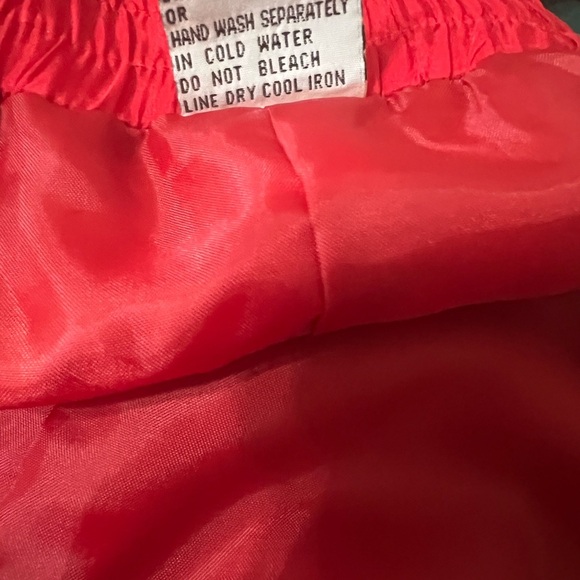 OR
HAND WASH SEPARATELY
IN COLD WATER
DO NOT BLEACH
LINE DRY COOL IRON